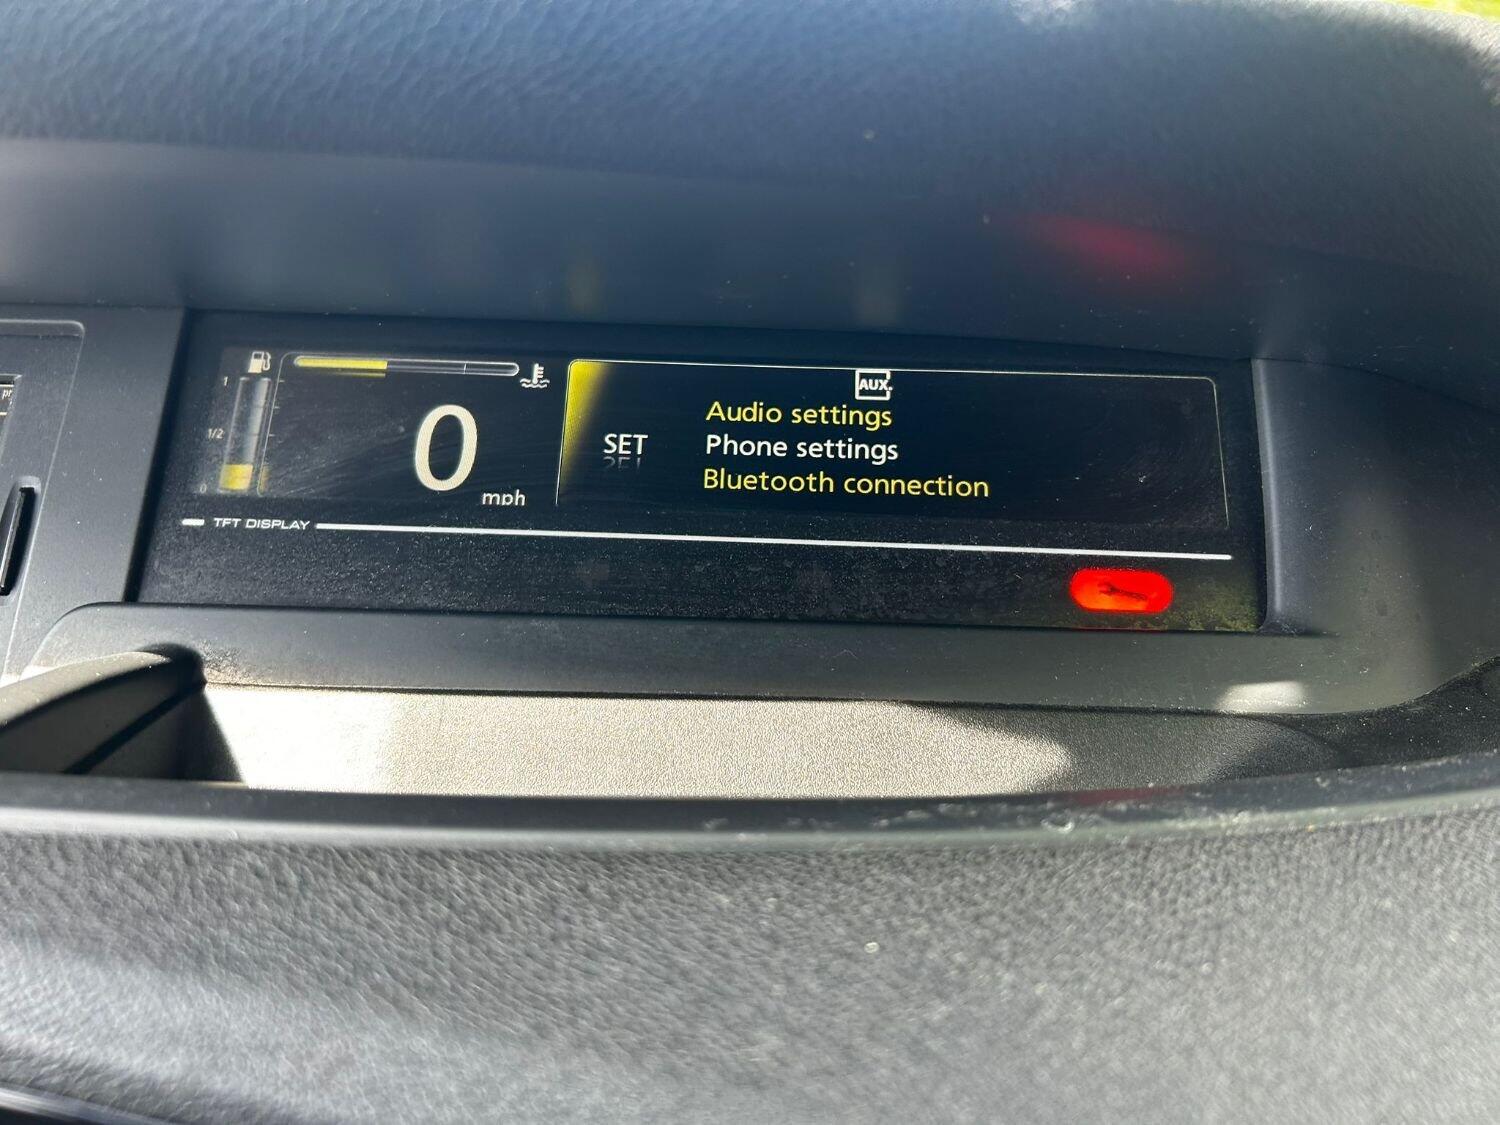 AUX.
1
Audio settings
1/2
0
SET
Phone settings
mph
Bluetooth connection
0
TFT DISPLAY